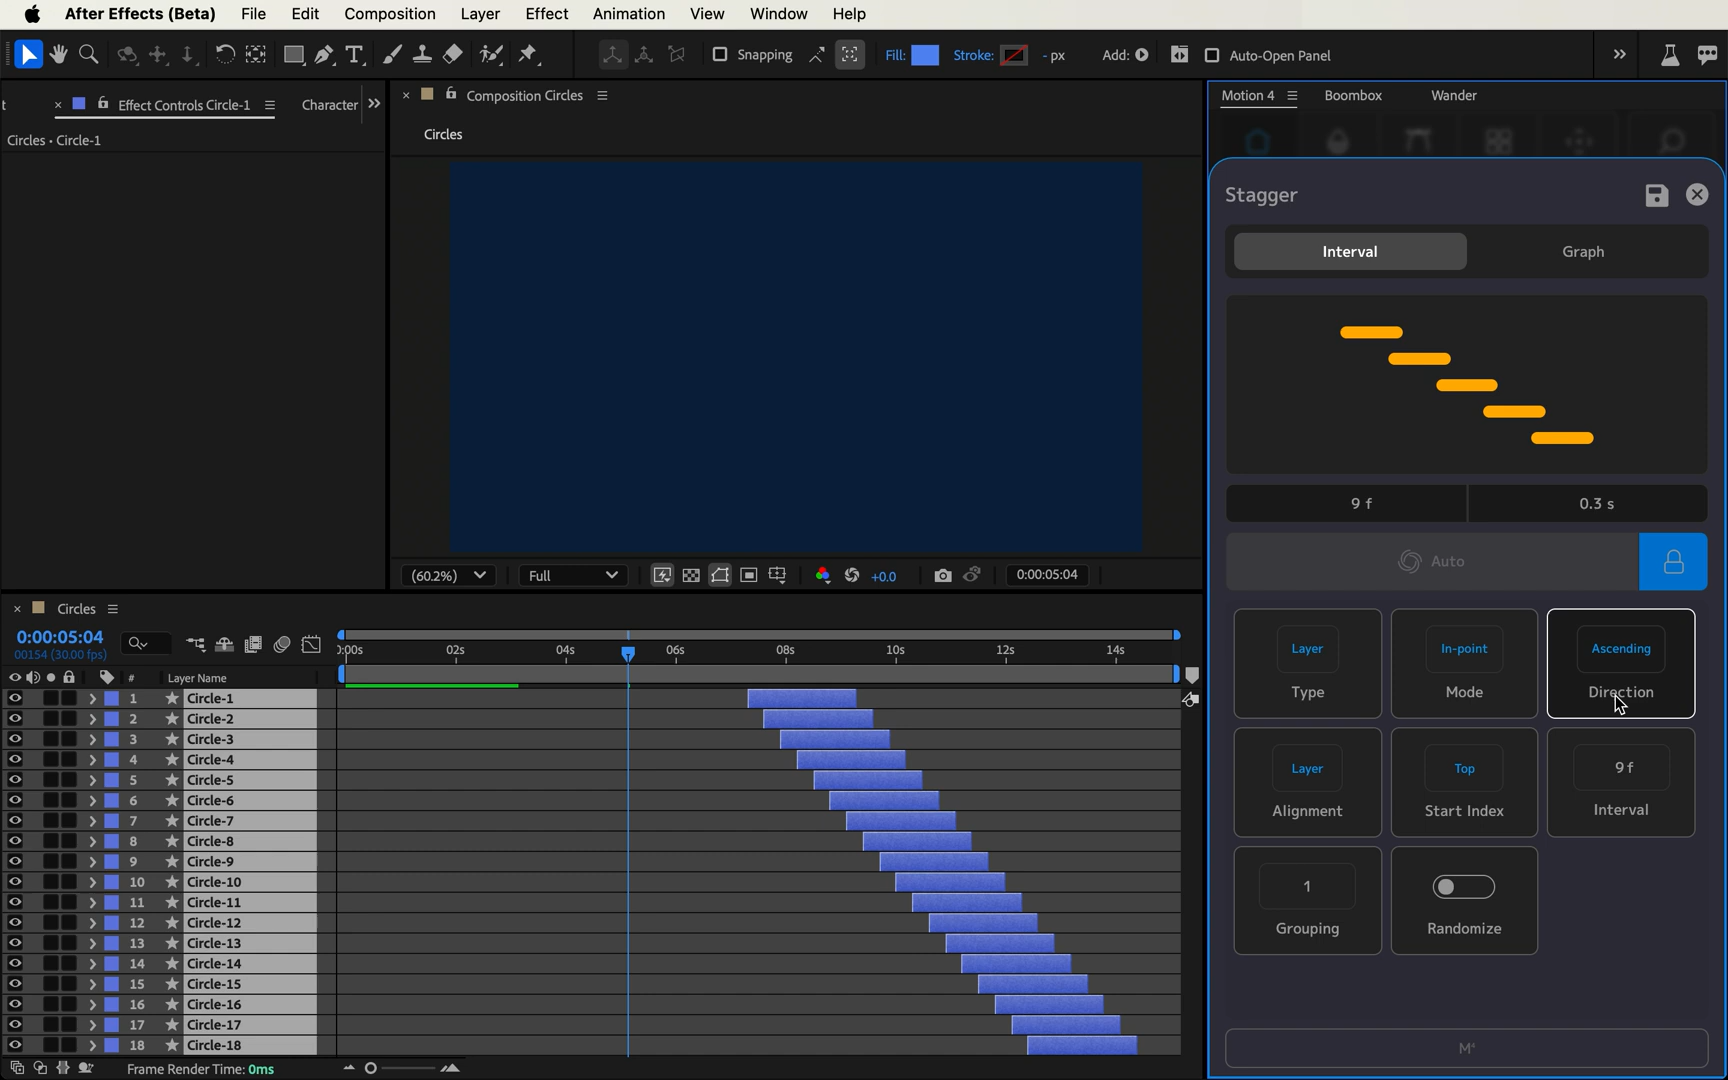 After Effects (Beta) File Edit Composition Layer Effect Animation View Window Help
Snapping Fill: Stroke: - px Add: Auto-Open Panel
t Effect Controls Circle-1 Character
Circles • Circle-1
Composition Circles
Circles
(60.2%) Full +0.0 0:00:05:04
Motion 4 Boombox Wander
Stagger
Interval Graph
9 f 0.3 s
Auto
Layer In-point Ascending
Type Mode Direction
Layer Top 9 f
Alignment Start Index Interval
1
Grouping Randomize
M⁴
Circles
0:00:05:04
00154 (30.00 fps)
):00s 02s 04s 06s 08s 10s 12s 14s
# Layer Name
1 Circle-1
2 Circle-2
3 Circle-3
4 Circle-4
5 Circle-5
6 Circle-6
7 Circle-7
8 Circle-8
9 Circle-9
10 Circle-10
11 Circle-11
12 Circle-12
13 Circle-13
14 Circle-14
15 Circle-15
16 Circle-16
17 Circle-17
18 Circle-18
Frame Render Time: 0ms